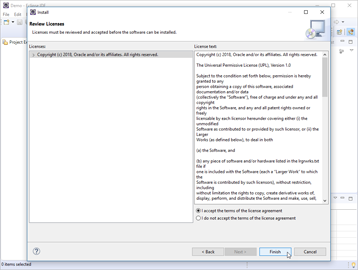 Install
Review Licenses
Licenses must be reviewed and accepted before the software can be installed.
Licenses:
License text:
Copyright (c) 2018, Oracle and/or its affiliates. All rights reserved.
Copyright (c) 2018, Oracle and/or its affiliates. All rights reserved.
The Universal Permissive License (UPL), Version 1.0
Subject to the condition set forth below, permission is hereby
granted to any
person obtaining a copy of this software, associated
documentation and/or data
(collectively the "Software"), free of charge and under any and all
copyright
rights in the Software, and any and all patent rights owned or
freely
licensable by each licensor hereunder covering either (i) the
unmodified
Software as contributed to or provided by such licensor, or (ii) the
Larger
Works (as defined below), to deal in both
(a) the Software, and
(b) any piece of software and/or hardware listed in the lrgrwrks.txt
file if
one is included with the Software (each a "Larger Work" to which
the
Software is contributed by such licensors), without restriction,
including
without limitation the rights to copy, create derivative works of,
display, perform, and distribute the Software and make, use, sell,
I accept the terms of the license agreement
I do not accept the terms of the license agreement
< Back
Next >
Finish
Cancel
File
Project E
0 items selected